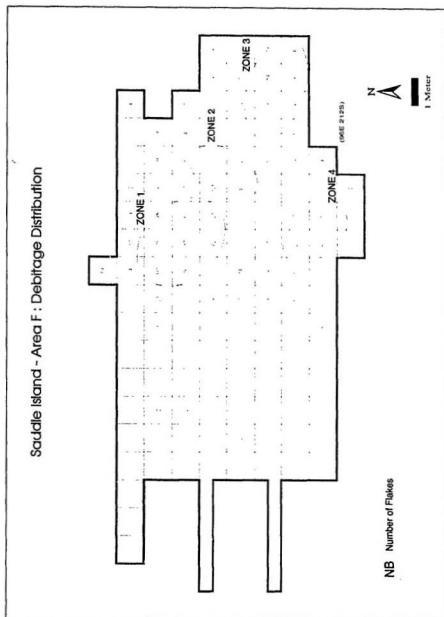 Saddle Island - Area F : Debitage Distribution
ZONE 1
ZONE 2
ZONE 3
ZONE 4
(96E 212S)
N
1 Meter
NB Number of Flakes